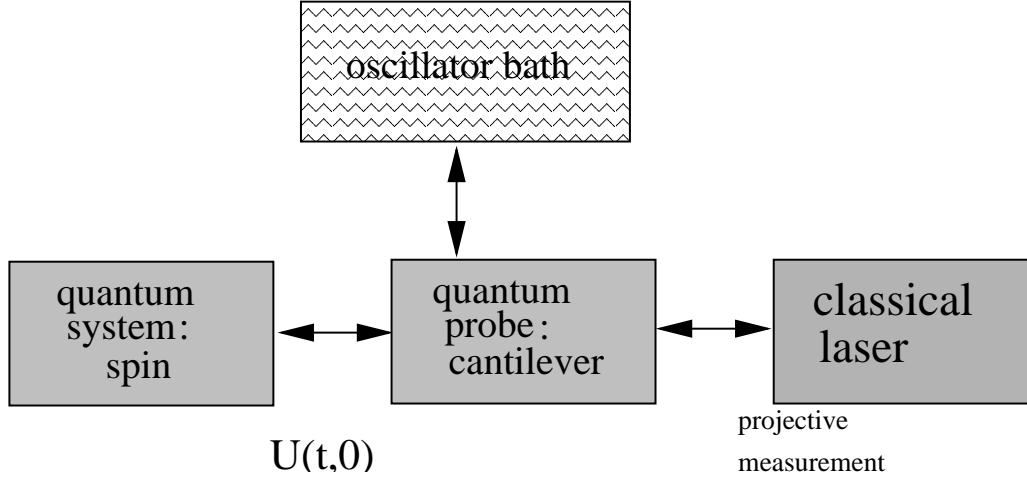 oscillator bath
quantum
system:
spin
quantum
probe:
cantilever
classical
laser
U(t,0)
projective
measurement